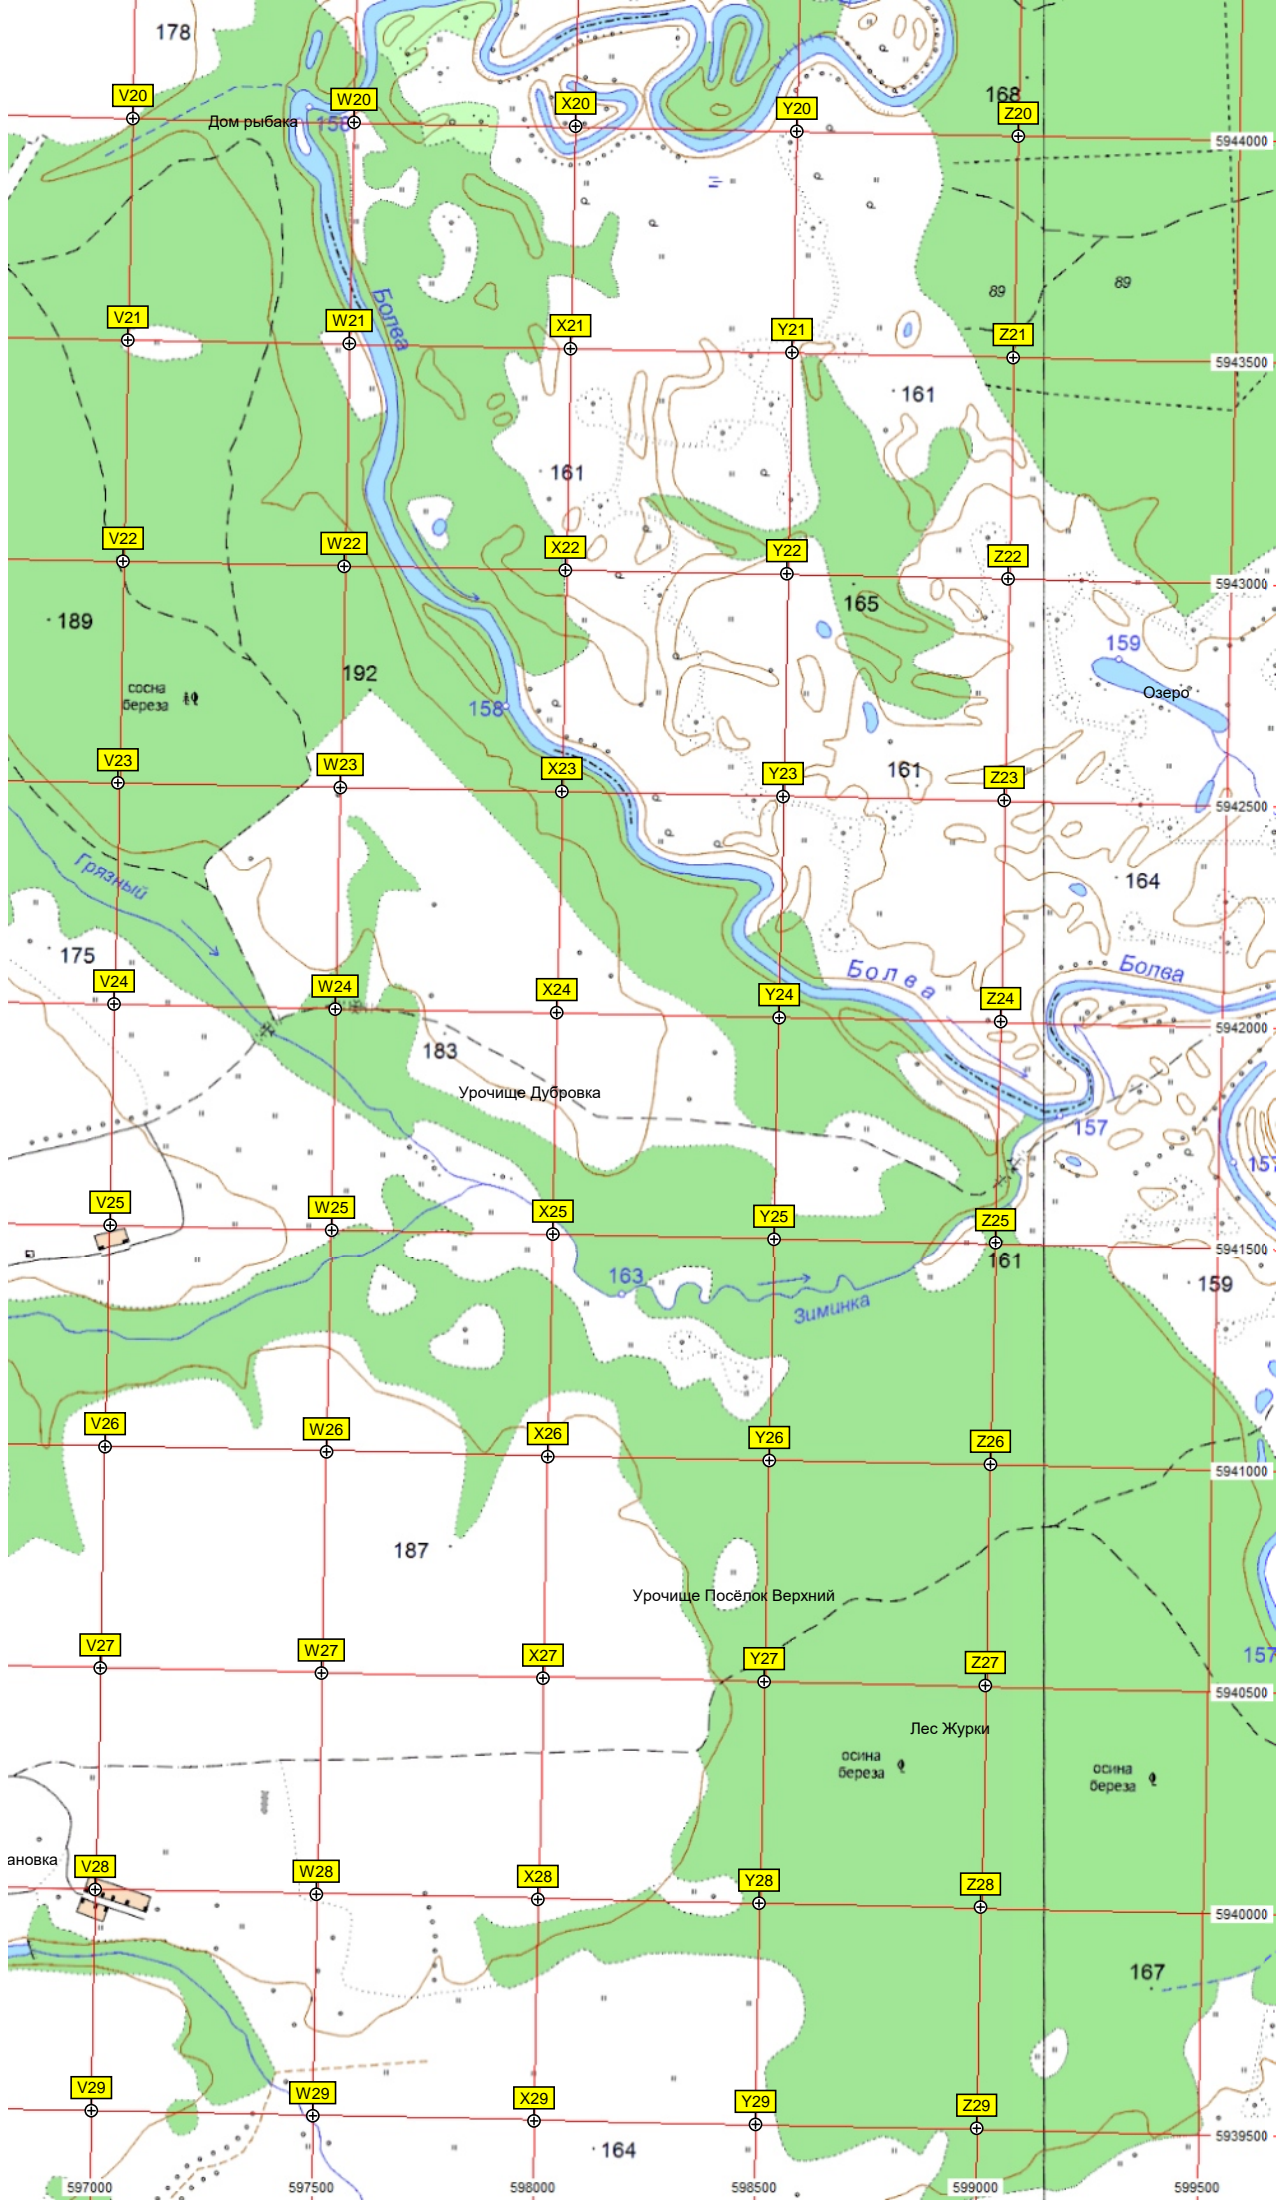 178
168
V20
W20
X20
Y20
Z20
Дом рыбака
158
5944000
89
89
Болва
V21
W21
X21
Y21
Z21
5943500
161
161
V22
W22
X22
Y22
Z22
5943000
165
189
192
159
сосна
береза
Озеро
158
V23
W23
X23
Y23
Z23
161
5942500
Грязный
164
175
Болва
Болва
V24
W24
X24
Y24
Z24
5942000
183
Урочище Дубровка
157
157
V25
W25
X25
Y25
Z25
5941500
161
163
159
Зиминка
V26
W26
X26
Y26
Z26
5941000
187
Урочище Посёлок Верхний
V27
W27
X27
Y27
Z27
157
5940500
Лес Журки
осина
береза
осина
береза
ановка
V28
W28
X28
Y28
Z28
5940000
167
V29
W29
X29
Y29
Z29
5939500
164
597000
597500
598000
598500
599000
599500